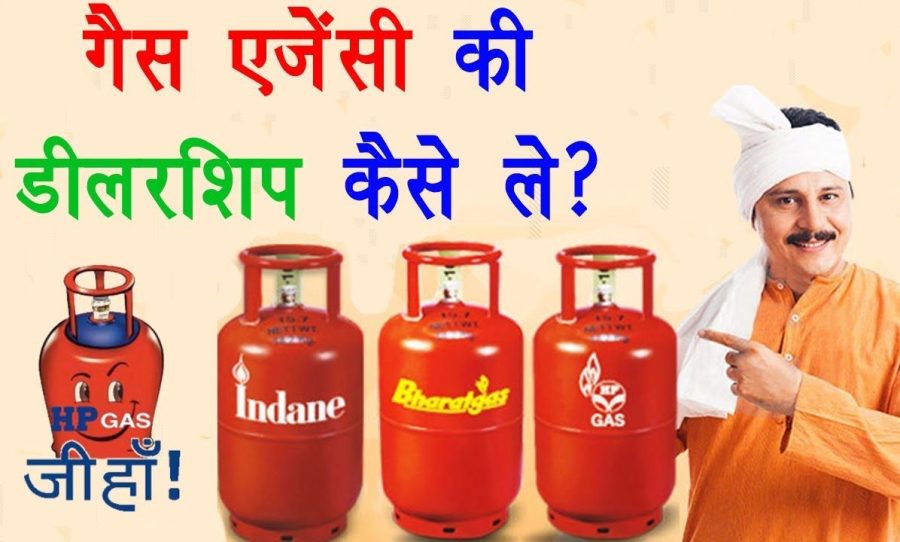 गैस एजेंसी की
डीलरशिप कैसे ले?
HP GAS
जी हाँ!
Indane
Bharatgas
HP
GAS